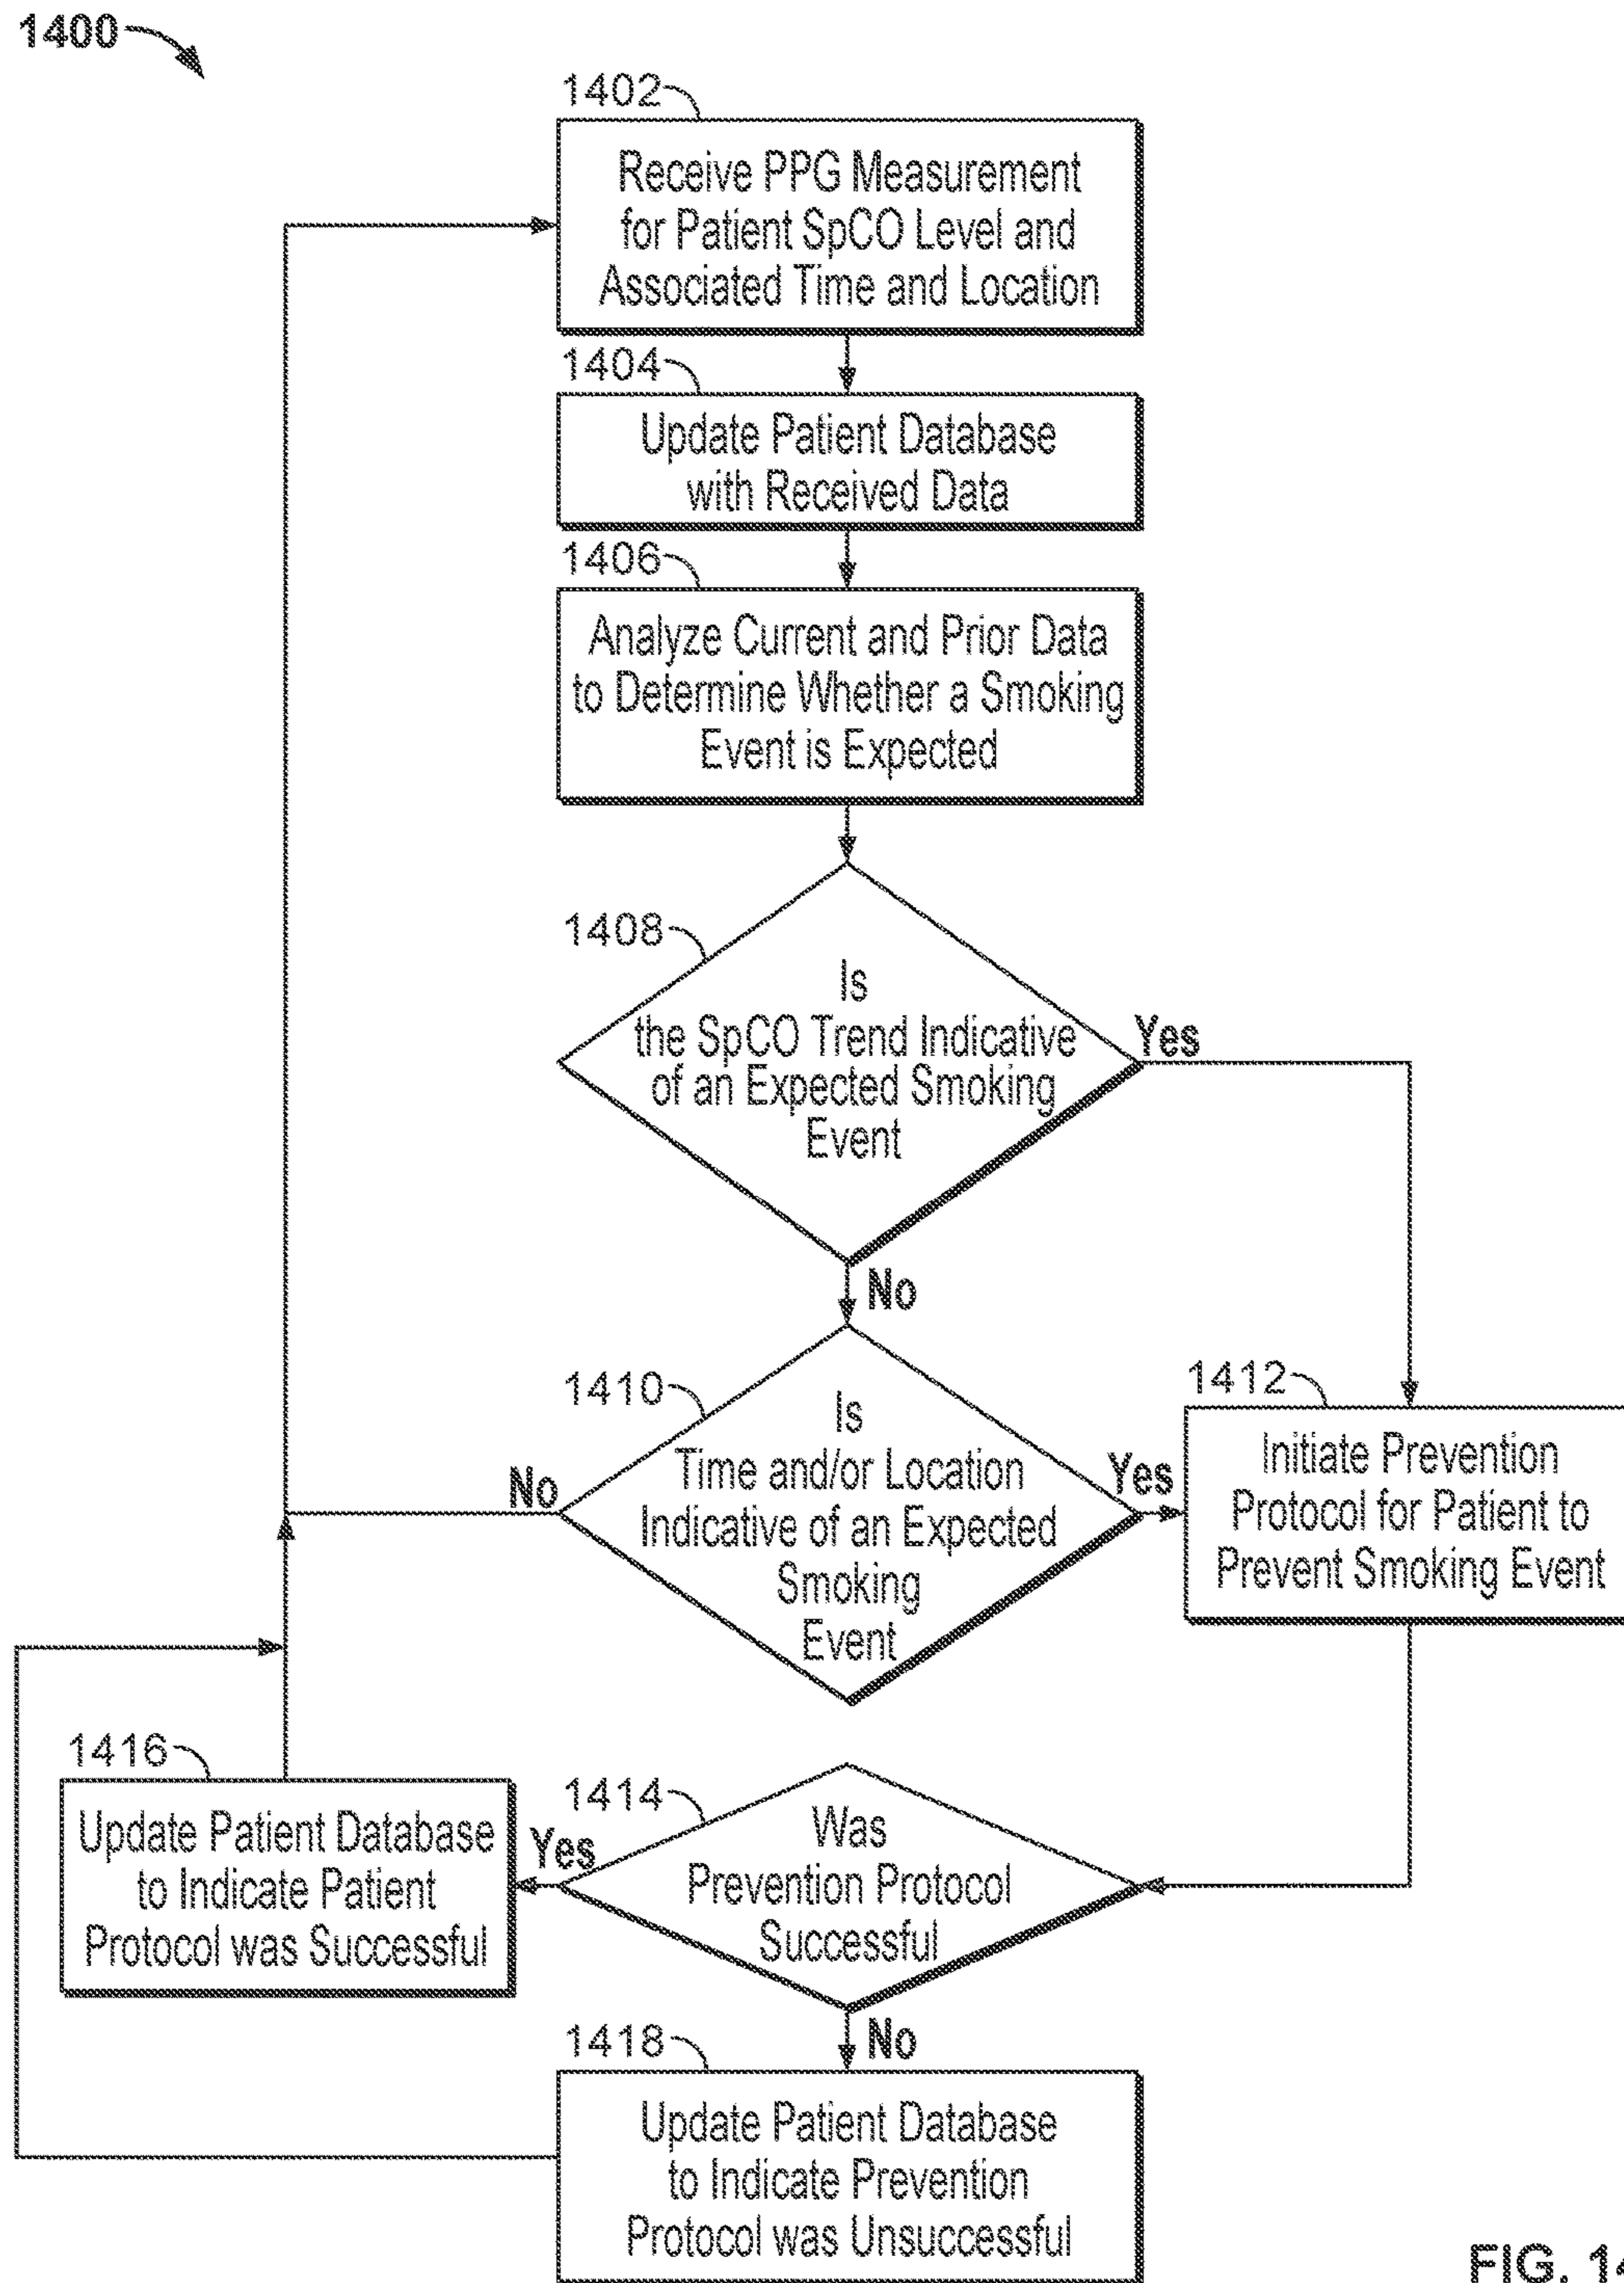 1400
1402
Receive PPG Measurement
for Patient SpCO Level and
Associated Time and Location
1404
Update Patient Database
with Received Data
1406
Analyze Current and Prior Data
to Determine Whether a Smoking
Event is Expected
1408
Is
the SpCO Trend Indicative
of an Expected Smoking
Event
Yes
No
1410
Is
Time and/or Location
Indicative of an Expected
Smoking
Event
No
Yes
1412
Initiate Prevention
Protocol for Patient to
Prevent Smoking Event
1414
Was
Prevention Protocol
Successful
Yes
No
1416
Update Patient Database
to Indicate Patient
Protocol was Successful
1418
Update Patient Database
to Indicate Prevention
Protocol was Unsuccessful
FIG. 14